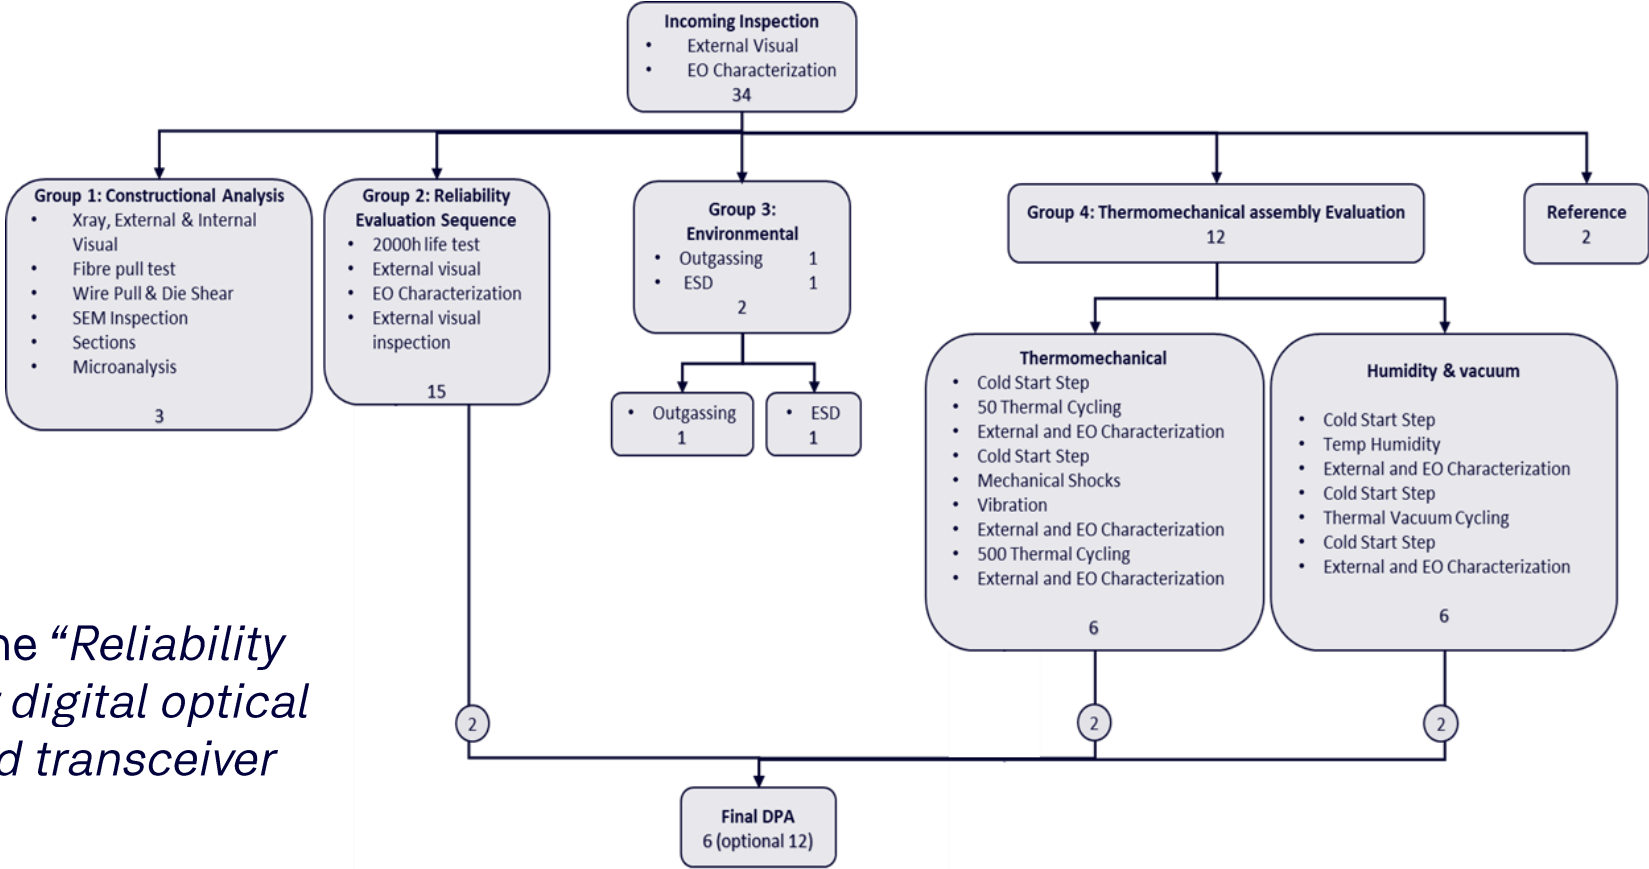 Incoming Inspection
• External Visual
• EO Characterization
34
Group 1: Constructional Analysis
• Xray, External & Internal
Visual
• Fibre pull test
• Wire Pull & Die Shear
• SEM Inspection
• Sections
• Microanalysis
3
Group 2: Reliability
Evaluation Sequence
• 2000h life test
• External visual
• EO Characterization
• External visual
inspection
15
Group 3:
Environmental
• Outgassing 1
• ESD 1
2
• Outgassing
1
• ESD
1
Group 4: Thermomechanical assembly Evaluation
12
Reference
2
Thermomechanical
• Cold Start Step
• 50 Thermal Cycling
• External and EO Characterization
• Cold Start Step
• Mechanical Shocks
• Vibration
• External and EO Characterization
• 500 Thermal Cycling
• External and EO Characterization
6
Humidity & vacuum
• Cold Start Step
• Temp Humidity
• External and EO Characterization
• Cold Start Step
• Thermal Vacuum Cycling
• Cold Start Step
• External and EO Characterization
6
“Reliability
digital optical
transceiver
2
2
2
Final DPA
6 (optional 12)